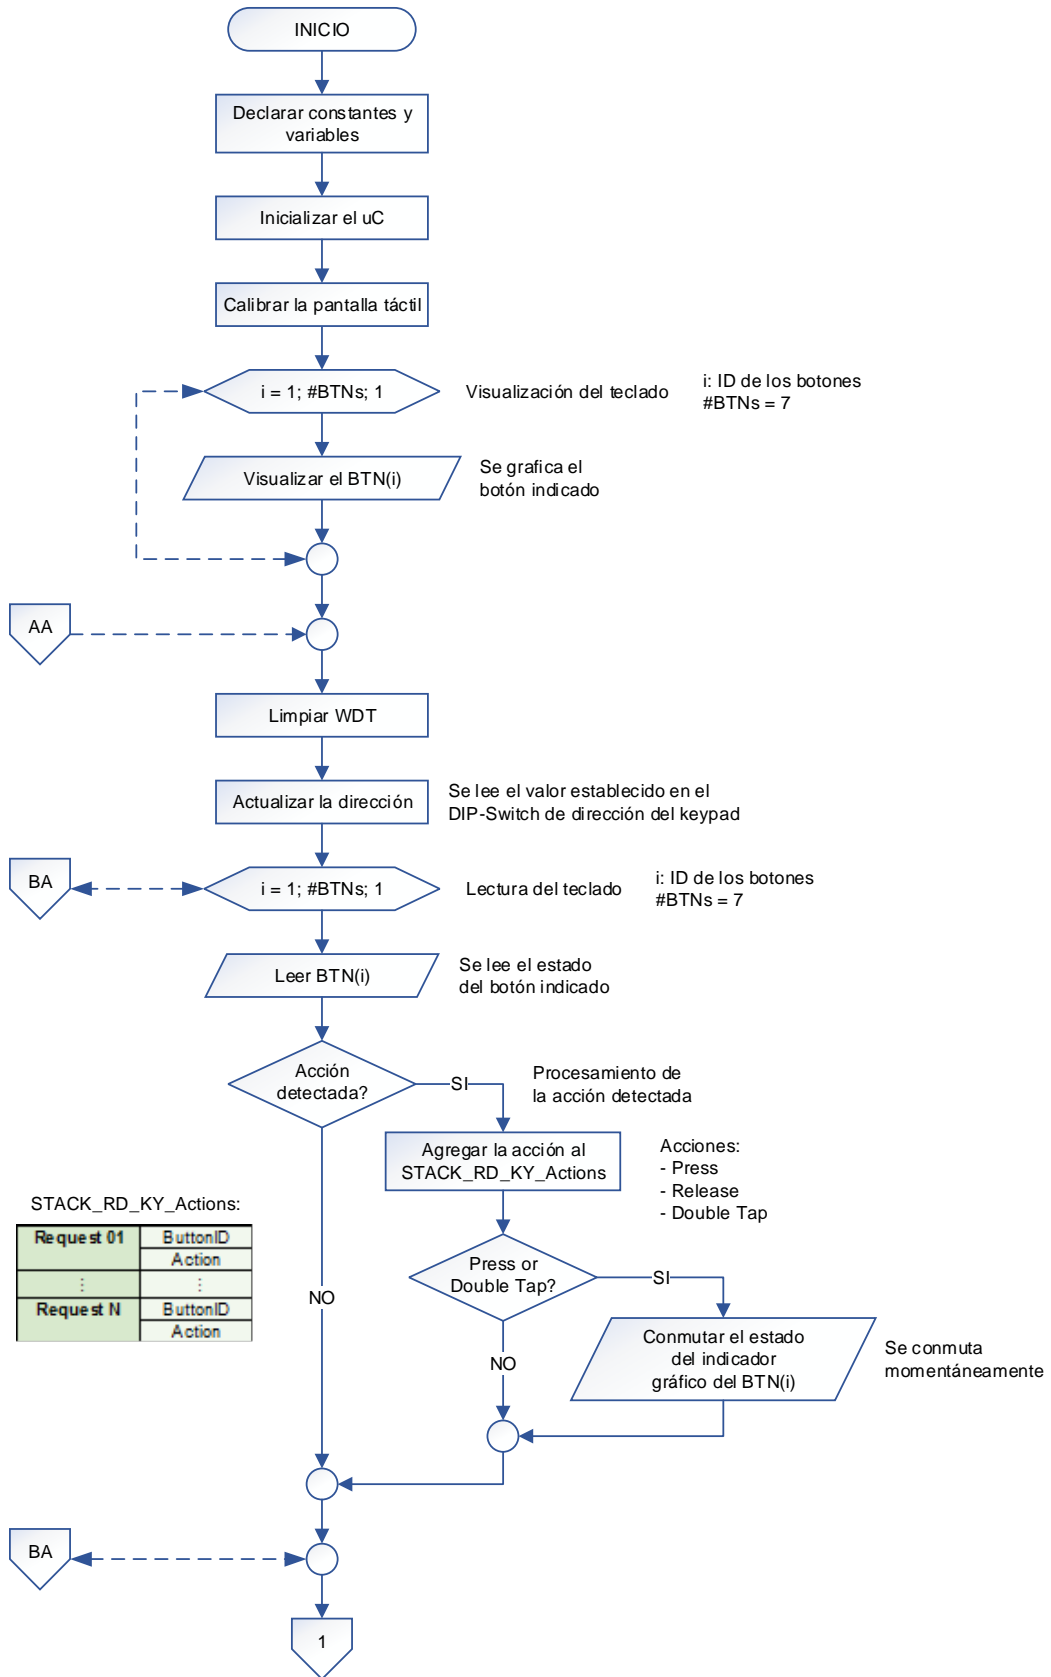 INICIO
Declarar constantes y
variables
Inicializar el uC
Calibrar la pantalla táctil
i = 1; #BTNs; 1
Visualización del teclado
i: ID de los botones
#BTNs = 7
Visualizar el BTN(i)
Se grafica el
botón indicado
AA
Limpiar WDT
Actualizar la dirección
Se lee el valor establecido en el
DIP-Switch de dirección del keypad
BA
i = 1; #BTNs; 1
Lectura del teclado
i: ID de los botones
#BTNs = 7
Leer BTN(i)
Se lee el estado
del botón indicado
Acción
detectada?
SI
Procesamiento de
la acción detectada
Agregar la acción al
STACK_RD_KY_Actions
Acciones:
- Press
- Release
- Double Tap
STACK_RD_KY_Actions:
Request 01 ButtonID
Action
⋮ ⋮
Request N ButtonID
Action
Press or
Double Tap?
SI
NO
NO
Conmutar el estado
del indicador
gráfico del BTN(i)
Se conmuta
momentáneamente
BA
1